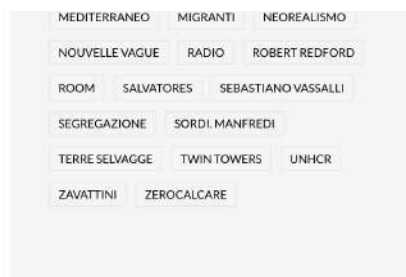 MEDITERRANEO MIGRANTI NEOREALISMO
NOUVELLE VAGUE RADIO ROBERT REDFORD
ROOM SALVATORES SEBASTIANO VASSALLI
SEGREGAZIONE SORDI. MANFREDI
TERRE SELVAGGE TWIN TOWERS UNHCR
ZAVATTINI ZEROCALCARE